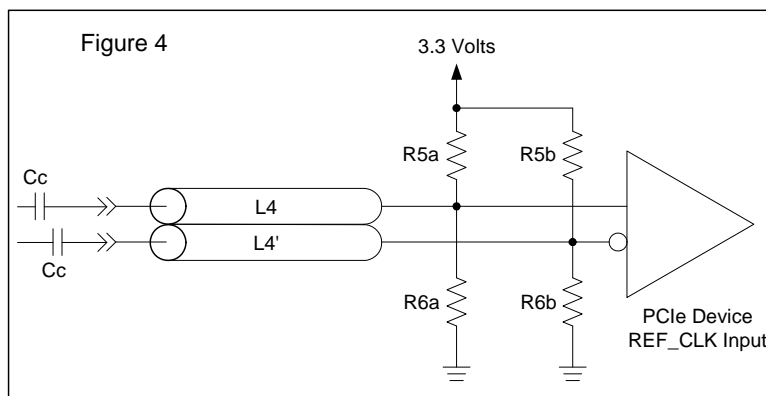 Figure 4
3.3 Volts
R5a
R5b
Cc
L4
L4'
Cc
R6a
R6b
PCIe Device
REF_CLK Input